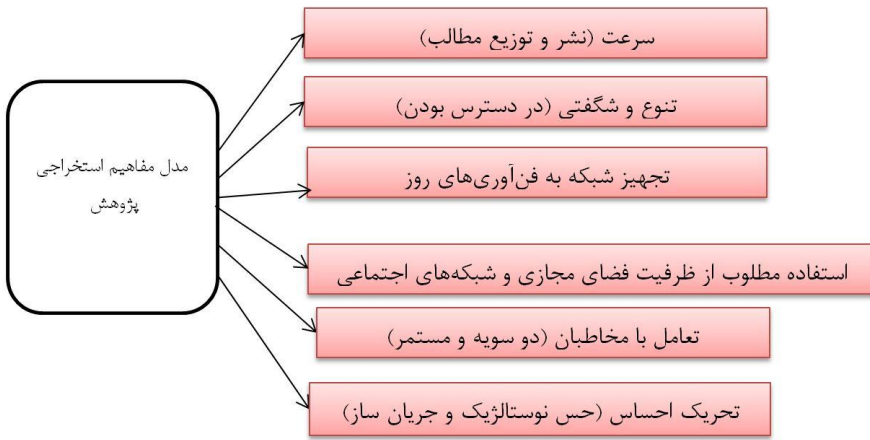 مدل مفاهیم استخراجی
پژوهش
سرعت (نشر و توزیع مطالب)
تنوع و شگفتی (در دسترس بودن)
تجهیز شبکه به فن‌آوری‌های روز
استفاده مطلوب از ظرفیت فضای مجازی و شبکه‌های اجتماعی
تعامل با مخاطبان (دو سویه و مستمر)
تحریک احساس (حس نوستالژیک و جریان ساز)